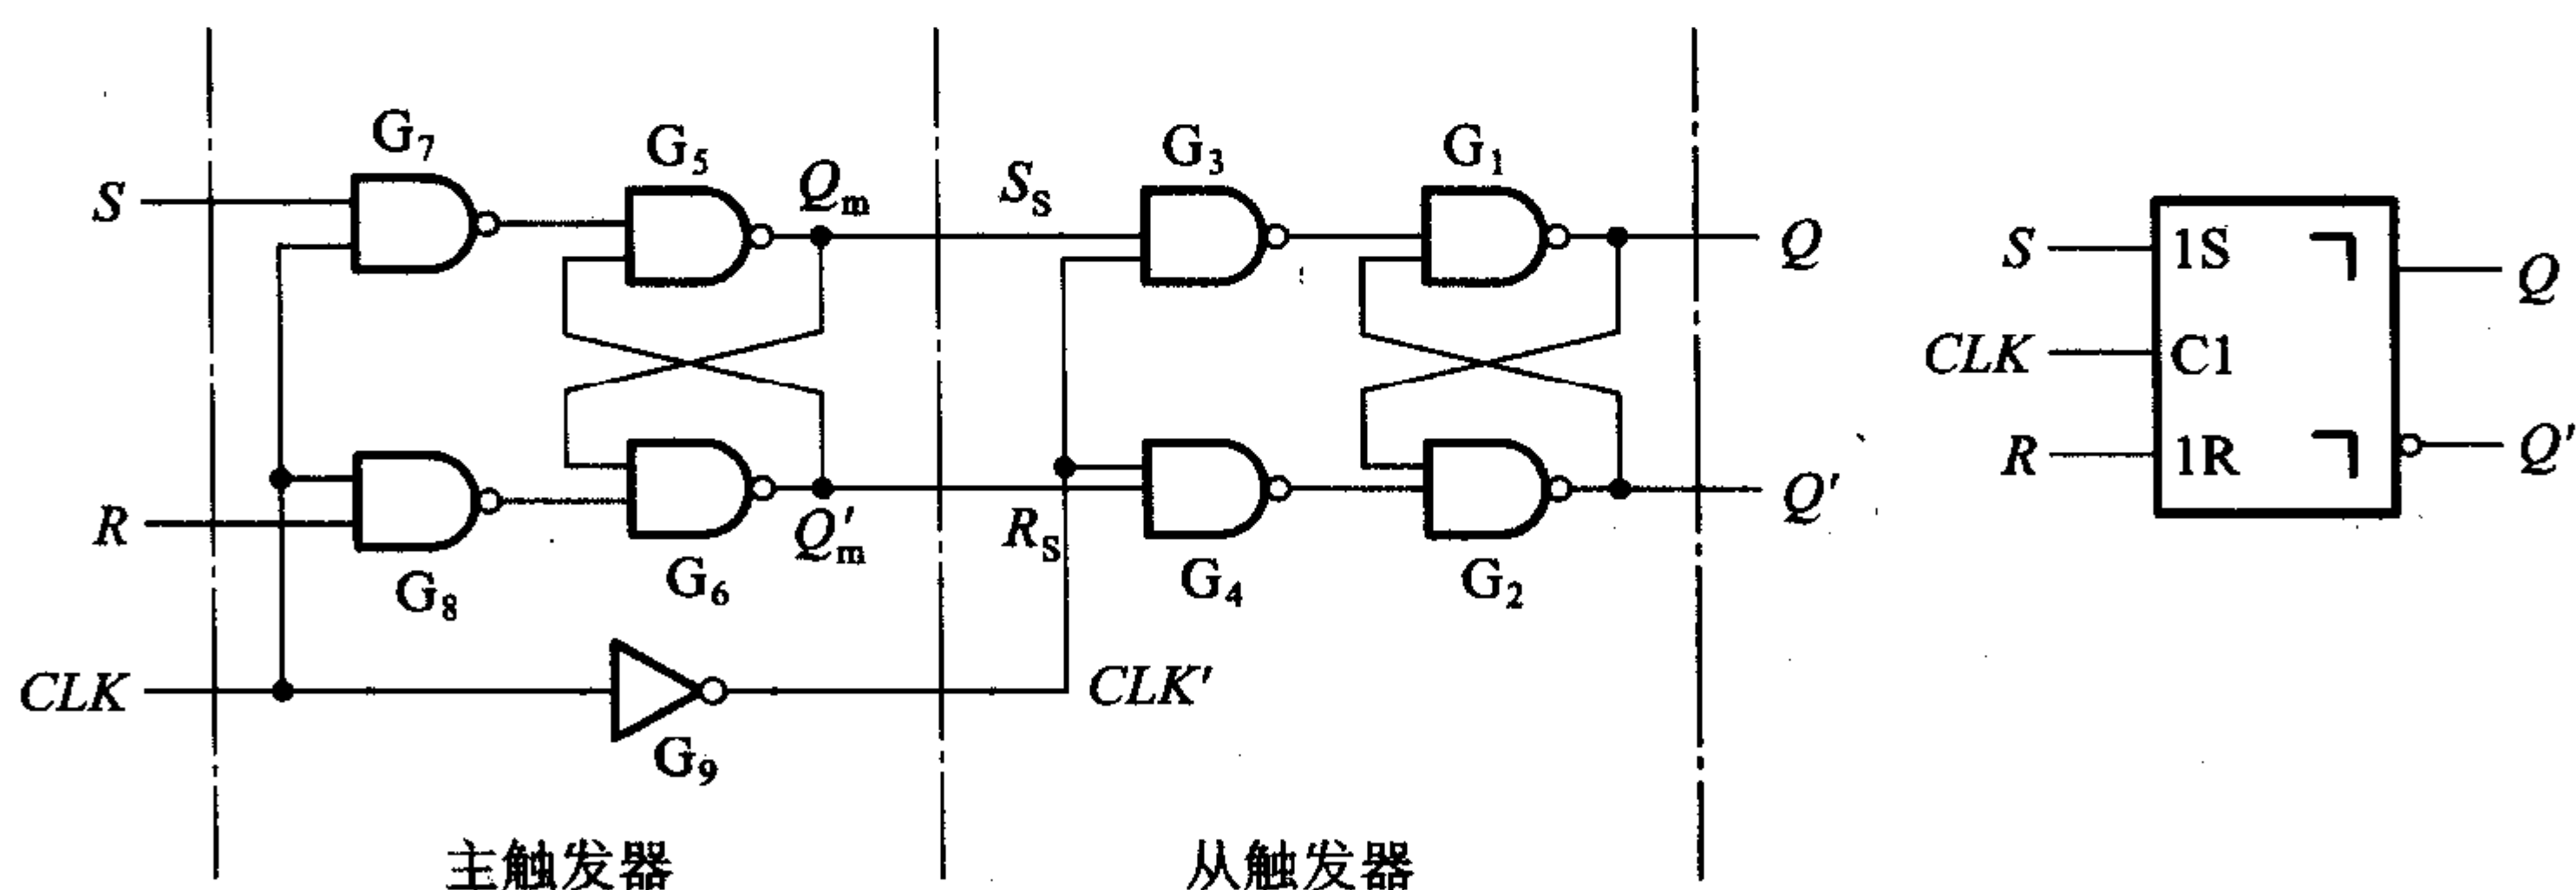 G₇
G₅
Qₘ
S_S
G₃
G₁
S
Q
S
1S
Q
CLK
C1
R
1R
Q'
R
G₈
G₆
Q'ₘ
R_S
G₄
G₂
Q'
CLK
G₉
CLK'
主触发器
从触发器